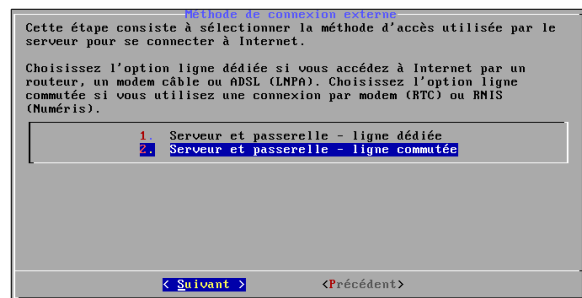 Méthode de connexion externe
Cette étape consiste à sélectionner la méthode d'accès utilisée par le
serveur pour se connecter à Internet.
Choisissez l'option ligne dédiée si vous accédez à Internet par un
routeur, un modem câble ou ADSL (LNPA). Choisissez l'option ligne
commutée si vous utilisez une connexion par modem (RTC) ou RNIS
(Numéris).
1. Serveur et passerelle - ligne dédiée
2. Serveur et passerelle - ligne commutée
< Suivant > <Précédent>